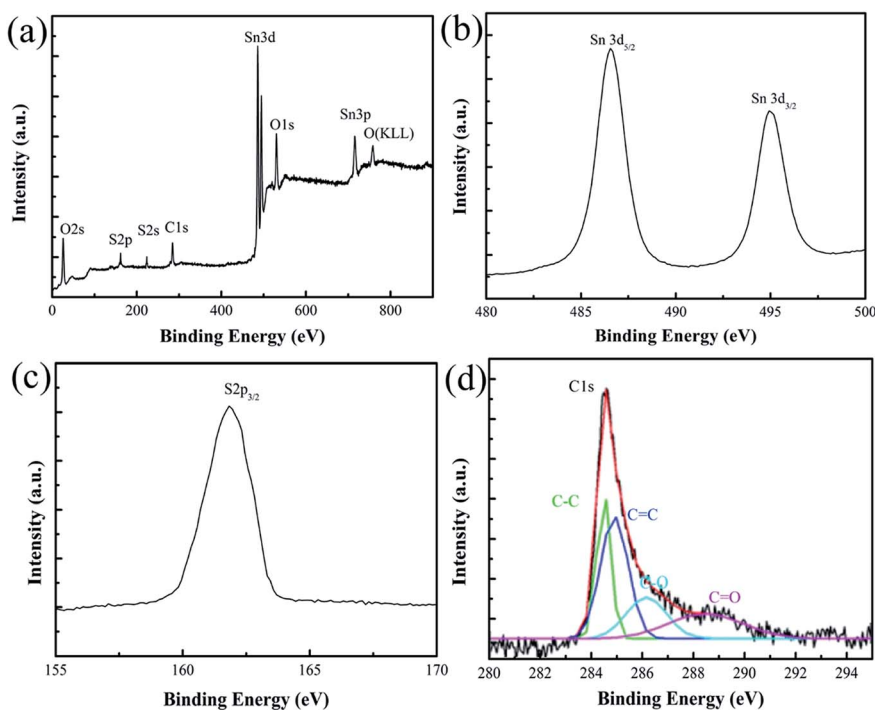 (a)
Sn3d
O1s
Sn3p
O(KLL)
O2s
S2p
S2s
C1s
Intensity (a.u.)
0 200 400 600 800
Binding Energy (eV)
(b)
Sn 3d5/2
Sn 3d3/2
Intensity (a.u.)
480 485 490 495 500
Binding Energy (eV)
(c)
S2p3/2
Intensity (a.u.)
155 160 165 170
Binding Energy (eV)
(d)
C1s
C-C
C=C
C-O
C=O
Intensity (a.u.)
280 282 284 286 288 290 292 294
Binding Energy (eV)